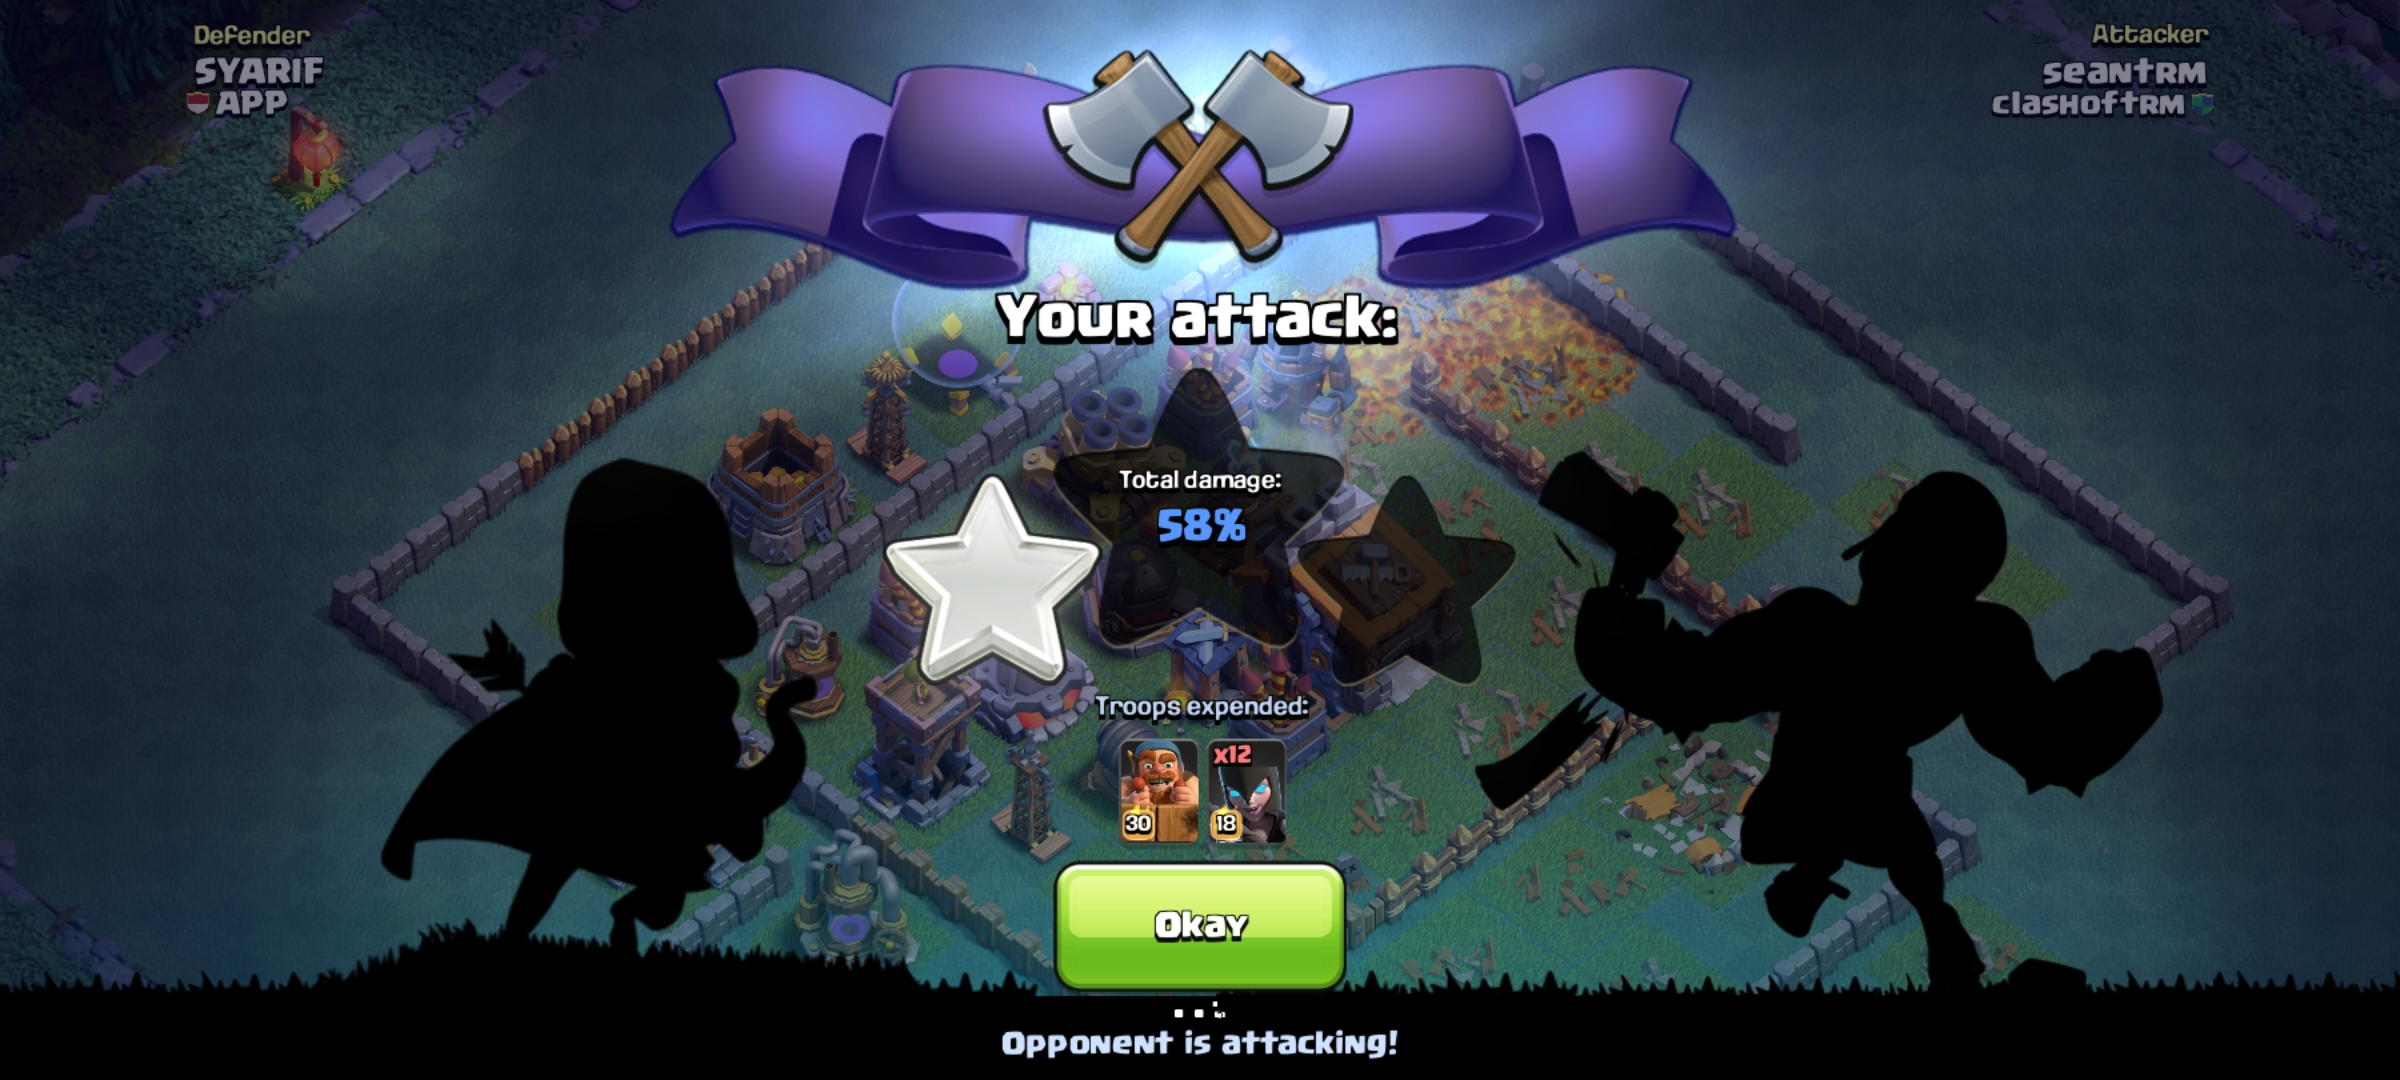 Defender
SYARIF
APP
Attacker
seantRM
clashoftRM
Your attack:
Total damage:
58%
Troops expended:
30
x12
18
Okay
Opponent is attacking!